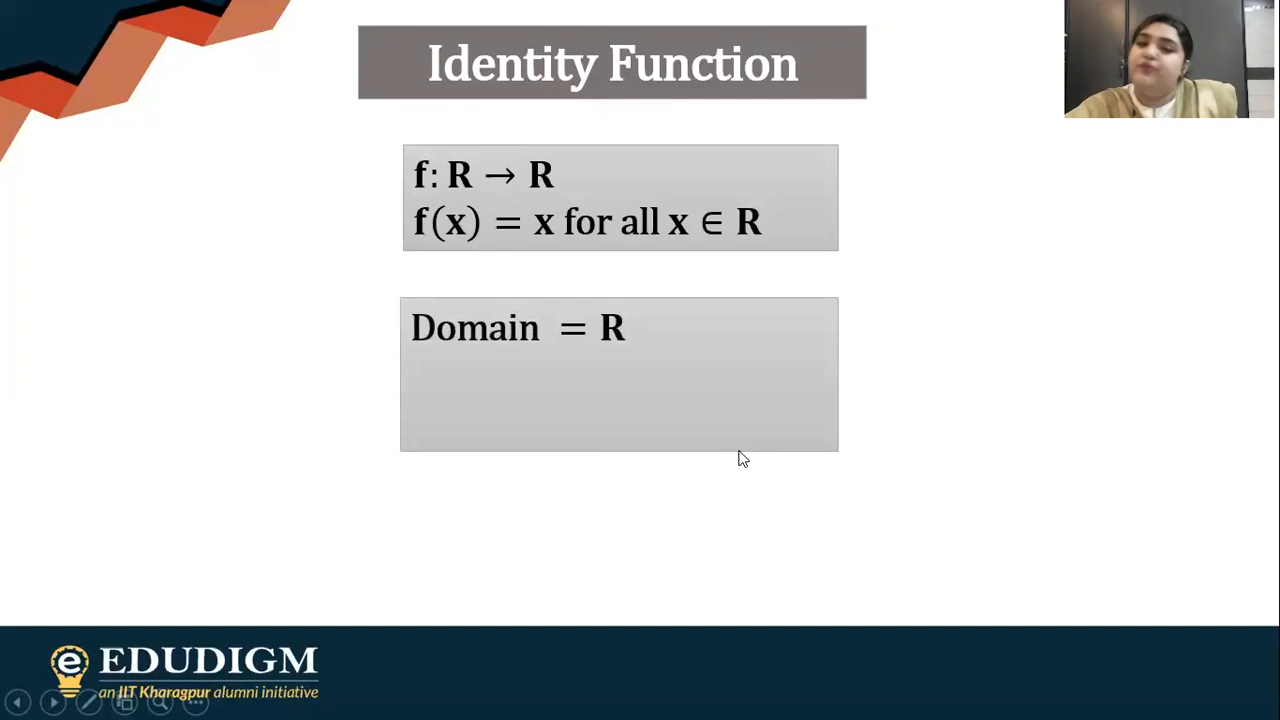 Identity Function
f: R → R
f(x) = x for all x ∈ R
Domain = R
e EDUDIGM
an IIT Kharagpur alumni initiative